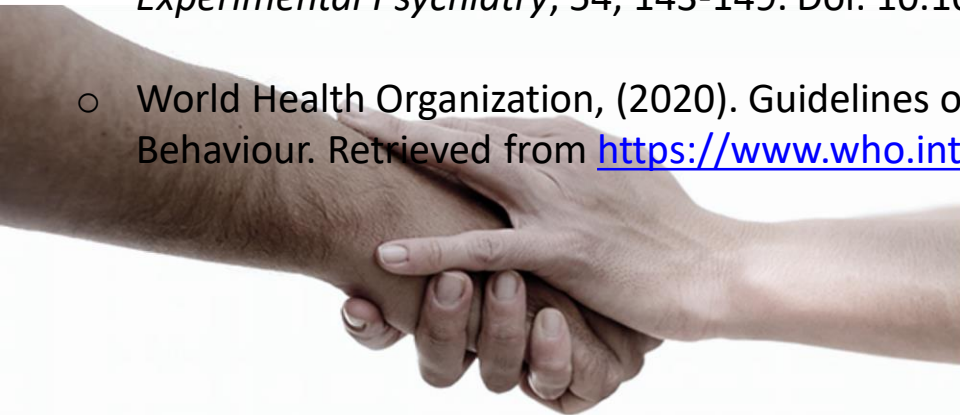 Experimental Psychiatry, 54, 143-149. Doi: 10.10
○ World Health Organization, (2020). Guidelines o
Behaviour. Retrieved from https://www.who.int